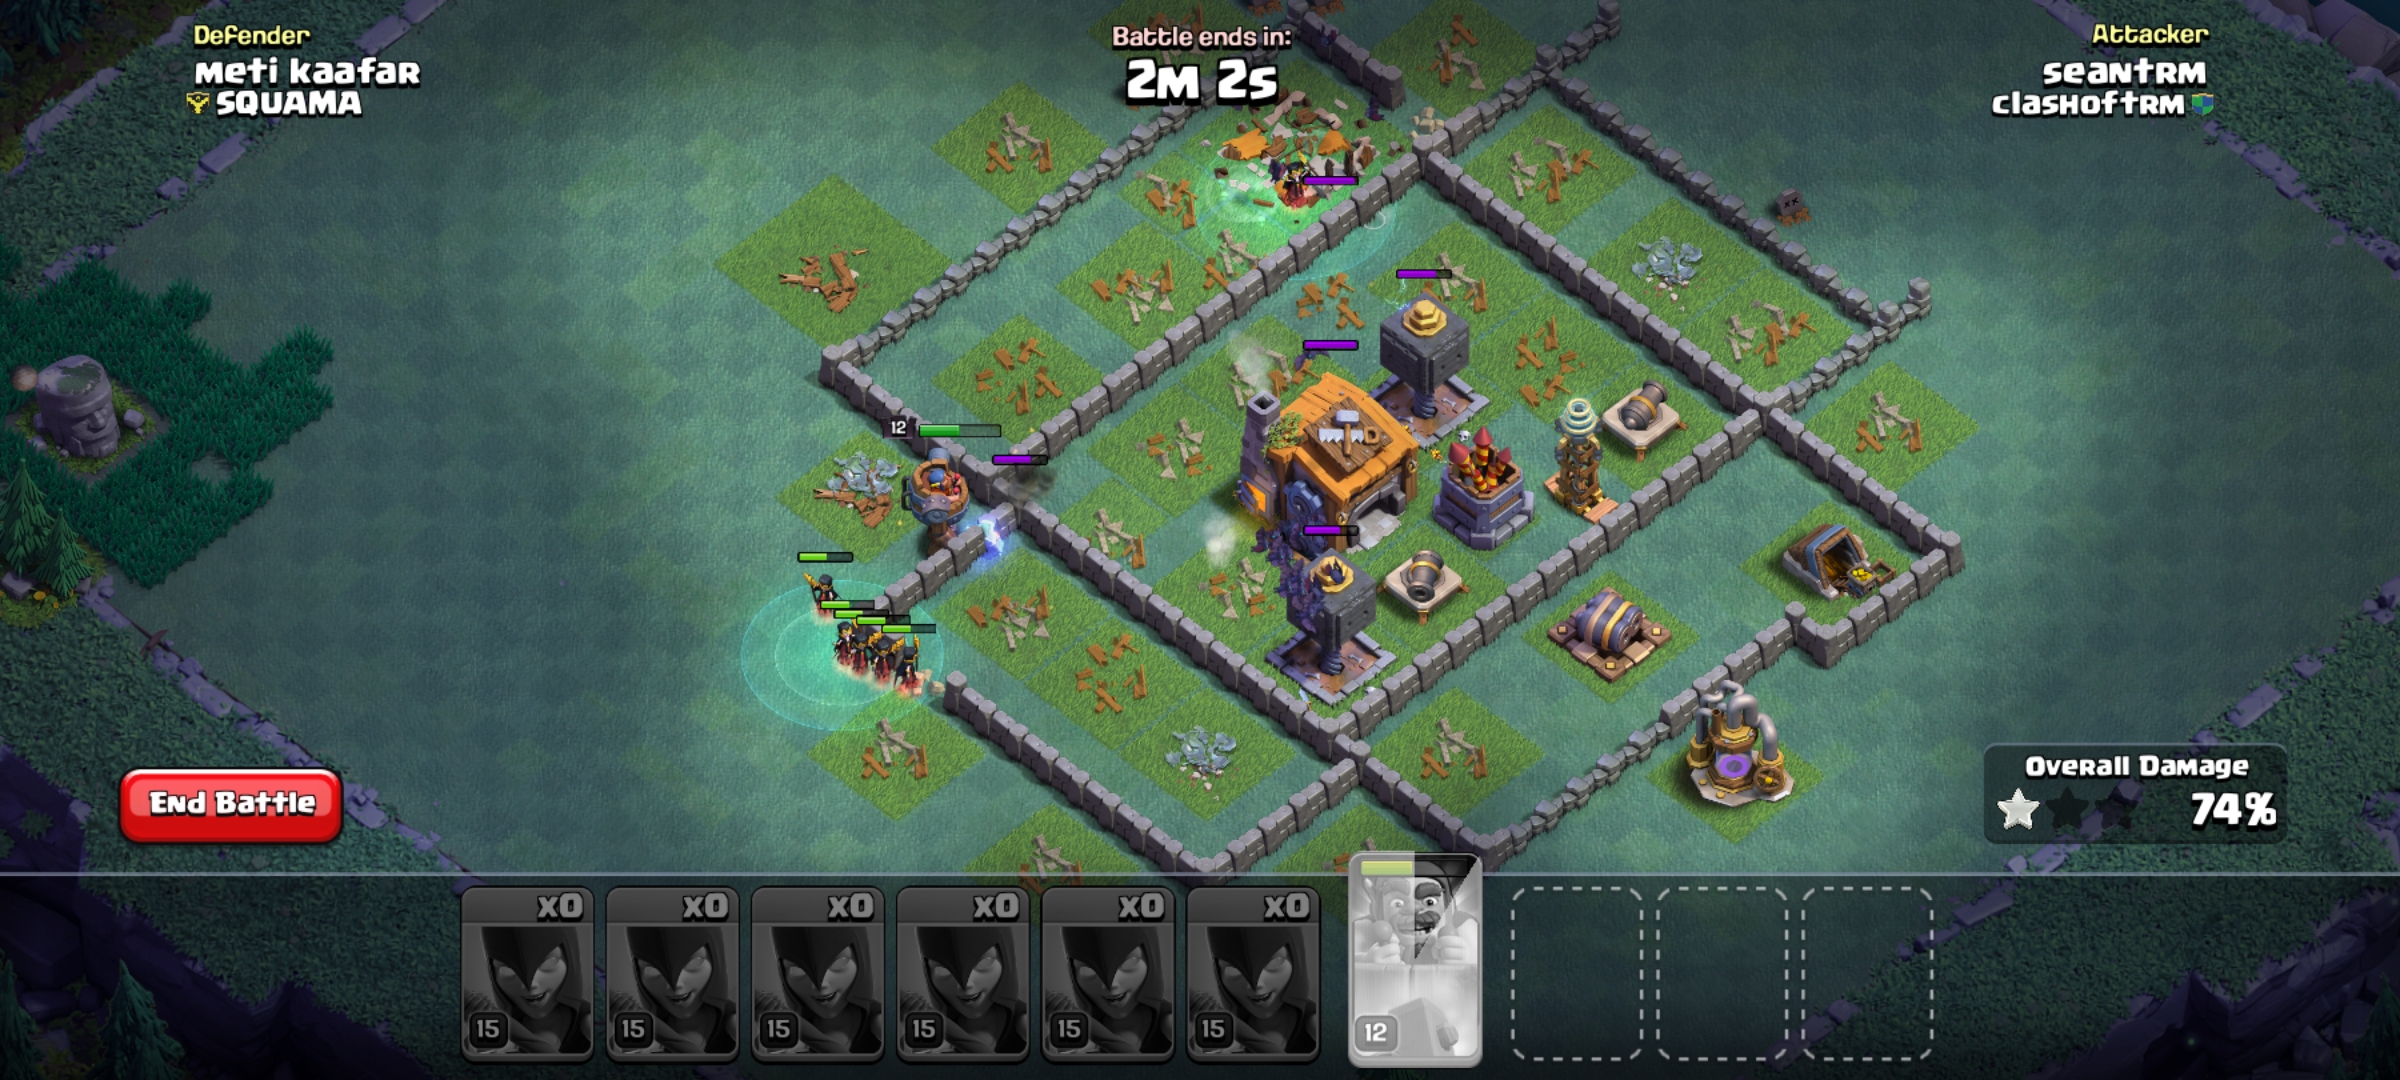 Defender
meti kaafar
SQUAMA
Battle ends in:
2M 2S
Attacker
seantrm
clashoftrm
12
End Battle
Overall Damage
74%
x0
x0
x0
x0
x0
x0
15
15
15
15
15
15
12